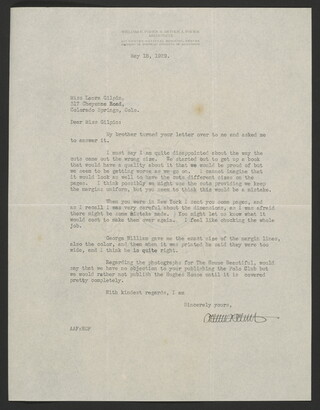 May 18, 1929.
Miss Laura Gilpin,
317 Cheyenne Road,
Colorado Springs, Colo.
Dear Miss Gilpin:
My brother turned your letter over to me and asked me
to answer it.
I must say I am quite disappointed about the way the
cuts came out the wrong size. We started out to get up a book
that would have a quality about it that we would be proud of but
we seem to be getting worse as we go on. I cannot imagine that
it would look as well to have the cuts different sizes on the
pages. I think possibly we might use the cuts providing we keep
the margins uniform, but you seem to think this would be a mistake.
When you were in New York I sent you some pages, and
as I recall I was very careful about the dimensions, as I was afraid
there might be some mistake made. You might let me know what it
would cost to make them over again. I feel like chucking the whole
job.
George Williams gave me the exact size of the margin lines,
also the color, and then when it was printed he said they were too
wide, and I think he is quite right.
Regarding the photographs for The House Beautiful, would
say that we have no objection to your publishing the Polo Club but
we would rather not publish the Hughes House until it is covered
pretty completely.
With kindest regards, I am
Sincerely yours,